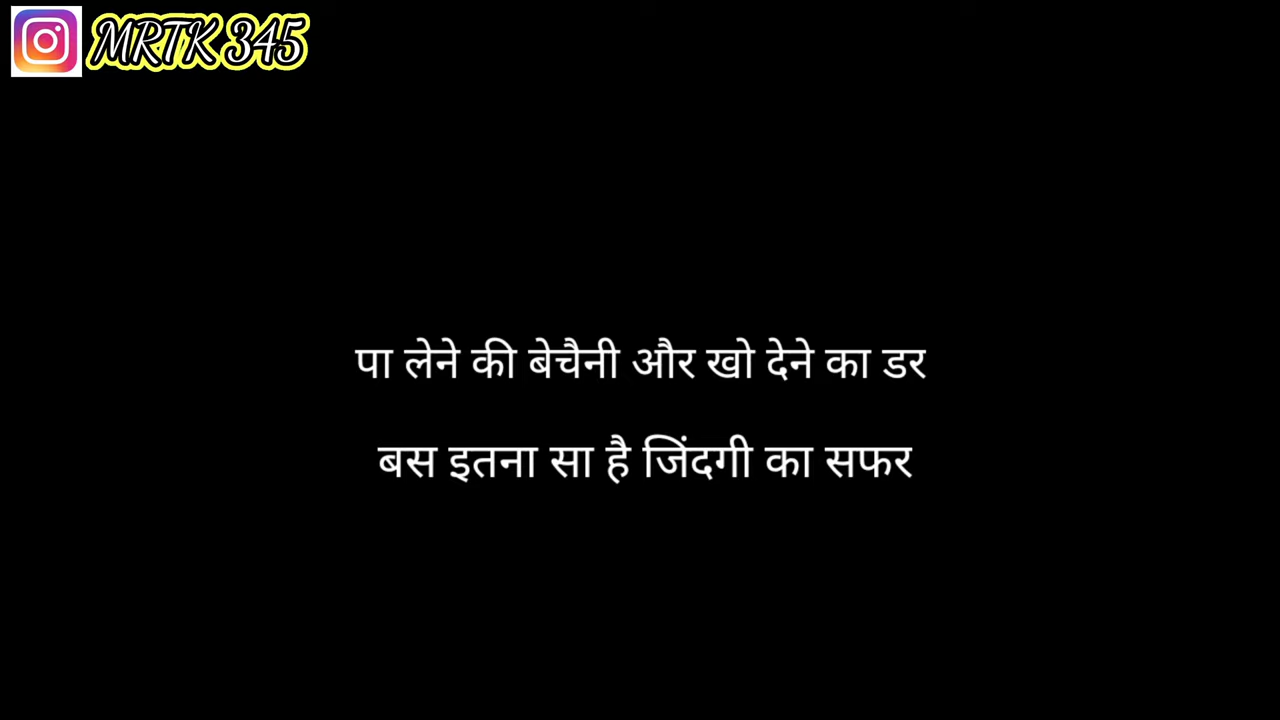 MRTK 345
पा लेने की बेचैनी और खो देने का डर
बस इतना सा है जिंदगी का सफर